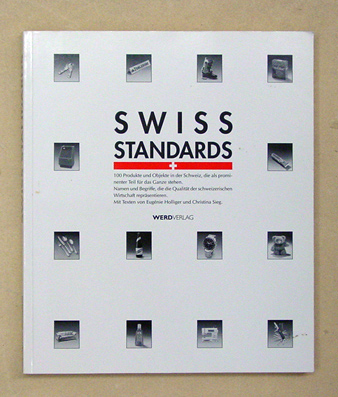 SWISS
STANDARDS
100 Produkte und Objekte in der Schweiz, die als promi-
nenter Teil für das Ganze stehen.
Namen und Begriffe, die die Qualität der schweizerischen
Wirtschaft repräsentieren.
Mit Texten von Eugénie Holliger und Christina Sieg.
WERDVERLAG